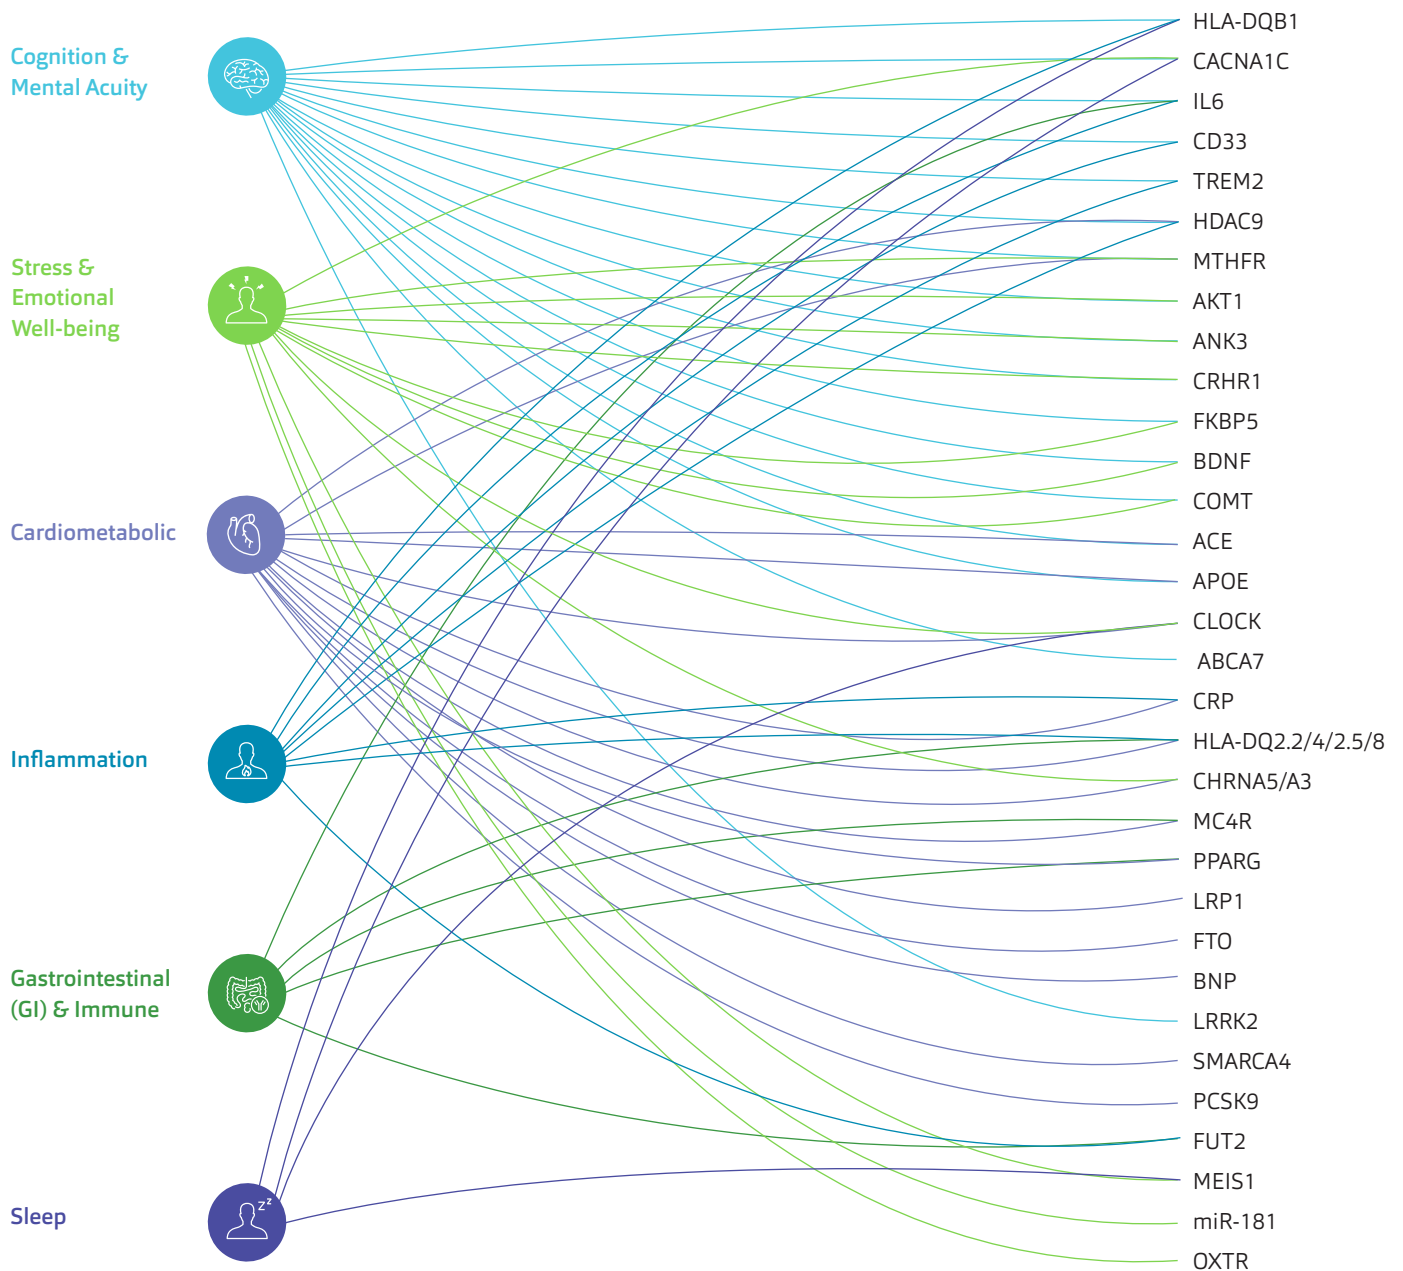 Cognition &
Mental Acuity
Stress &
Emotional
Well-being
Cardiometabolic
Inflammation
Gastrointestinal
(GI) & Immune
Sleep
zz
HLA-DQB1
CACNA1C
IL6
CD33
TREM2
HDAC9
MTHFR
AKT1
ANK3
CRHR1
FKBP5
BDNF
COMT
ACE
APOE
CLOCK
ABCA7
CRP
HLA-DQ2.2/4/2.5/8
CHRNA5/A3
MC4R
PPARG
LRP1
FTO
BNP
LRRK2
SMARCA4
PCSK9
FUT2
MEIS1
miR-181
OXTR